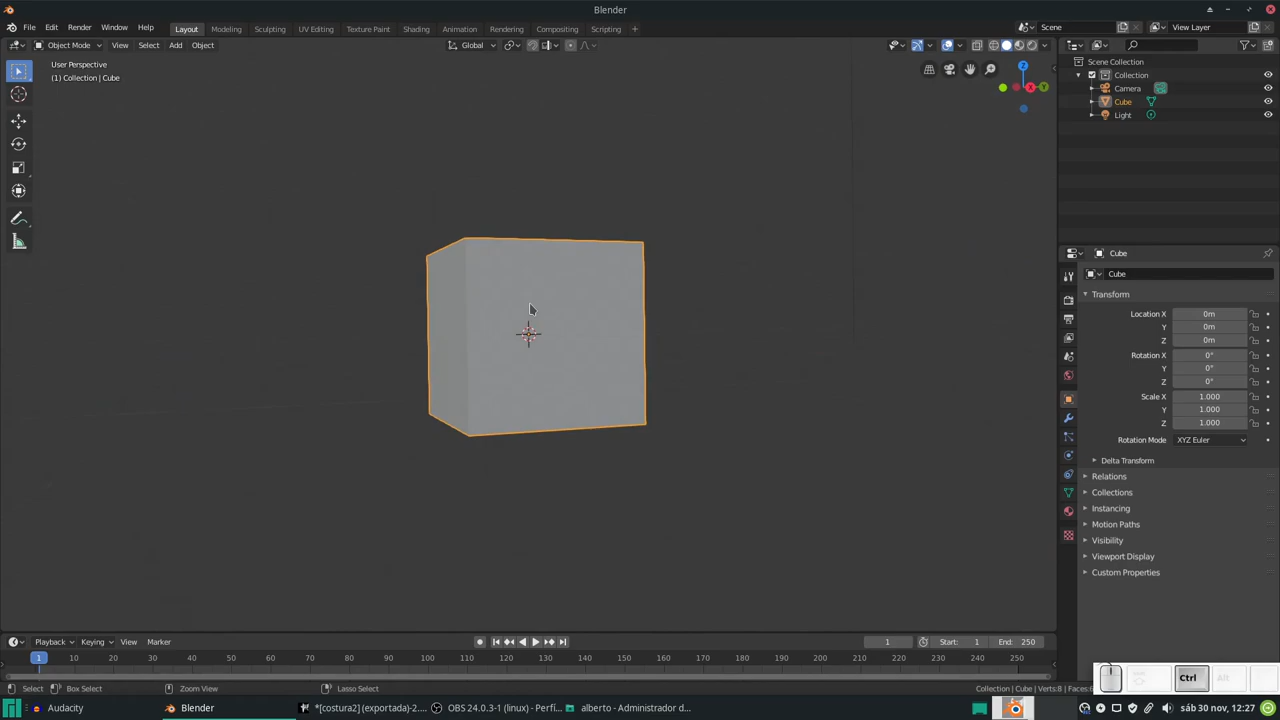 Blender
File Edit Render Window Help
Layout Modeling Sculpting UV Editing Texture Paint Shading Animation Rendering Compositing Scripting
Scene
View Layer
Object Mode View Select Add Object
Global
User Perspective
(1) Collection | Cube
Z
X
Y
Scene Collection
Collection
Camera
Cube
Light
Cube
Cube
Transform
Location X 0m
Y 0m
Z 0m
Rotation X 0°
Y 0°
Z 0°
Scale X 1.000
Y 1.000
Z 1.000
Rotation Mode XYZ Euler
Delta Transform
Relations
Collections
Instancing
Motion Paths
Visibility
Viewport Display
Custom Properties
Playback Keying View Marker
1 Start: 1 End: 250
1 10 20 30 40 50 60 70 80 90 100 110 120 130 140 150 160 170 180 190 200 210 220 230 240 250
Select Box Select Zoom View Lasso Select
Collection | Cube | Verts:8 | Faces:
Ctrl Alt
Audacity Blender *[costura2] (exportada)-2.... OBS 24.0.3-1 (linux) - Perfi... alberto - Administrador d...
sáb 30 nov, 12:27